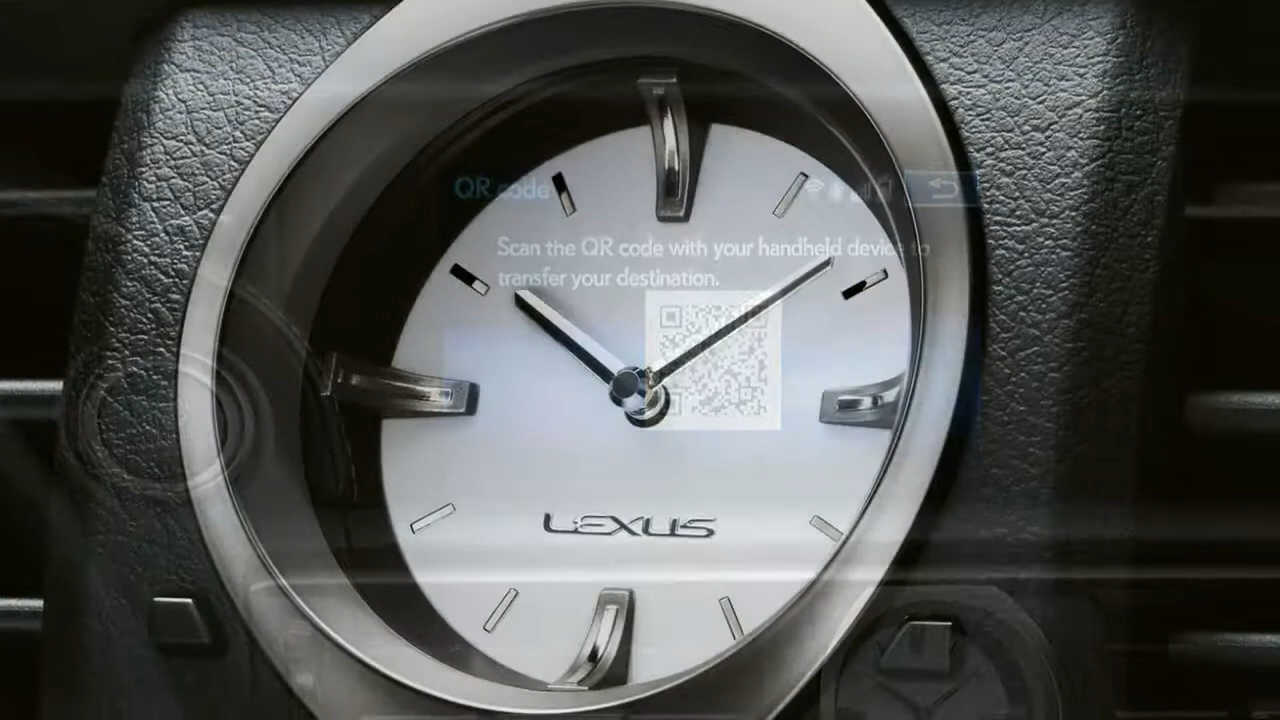 QR code
Scan the QR code with your handheld device to
transfer your destination.
LEXUS